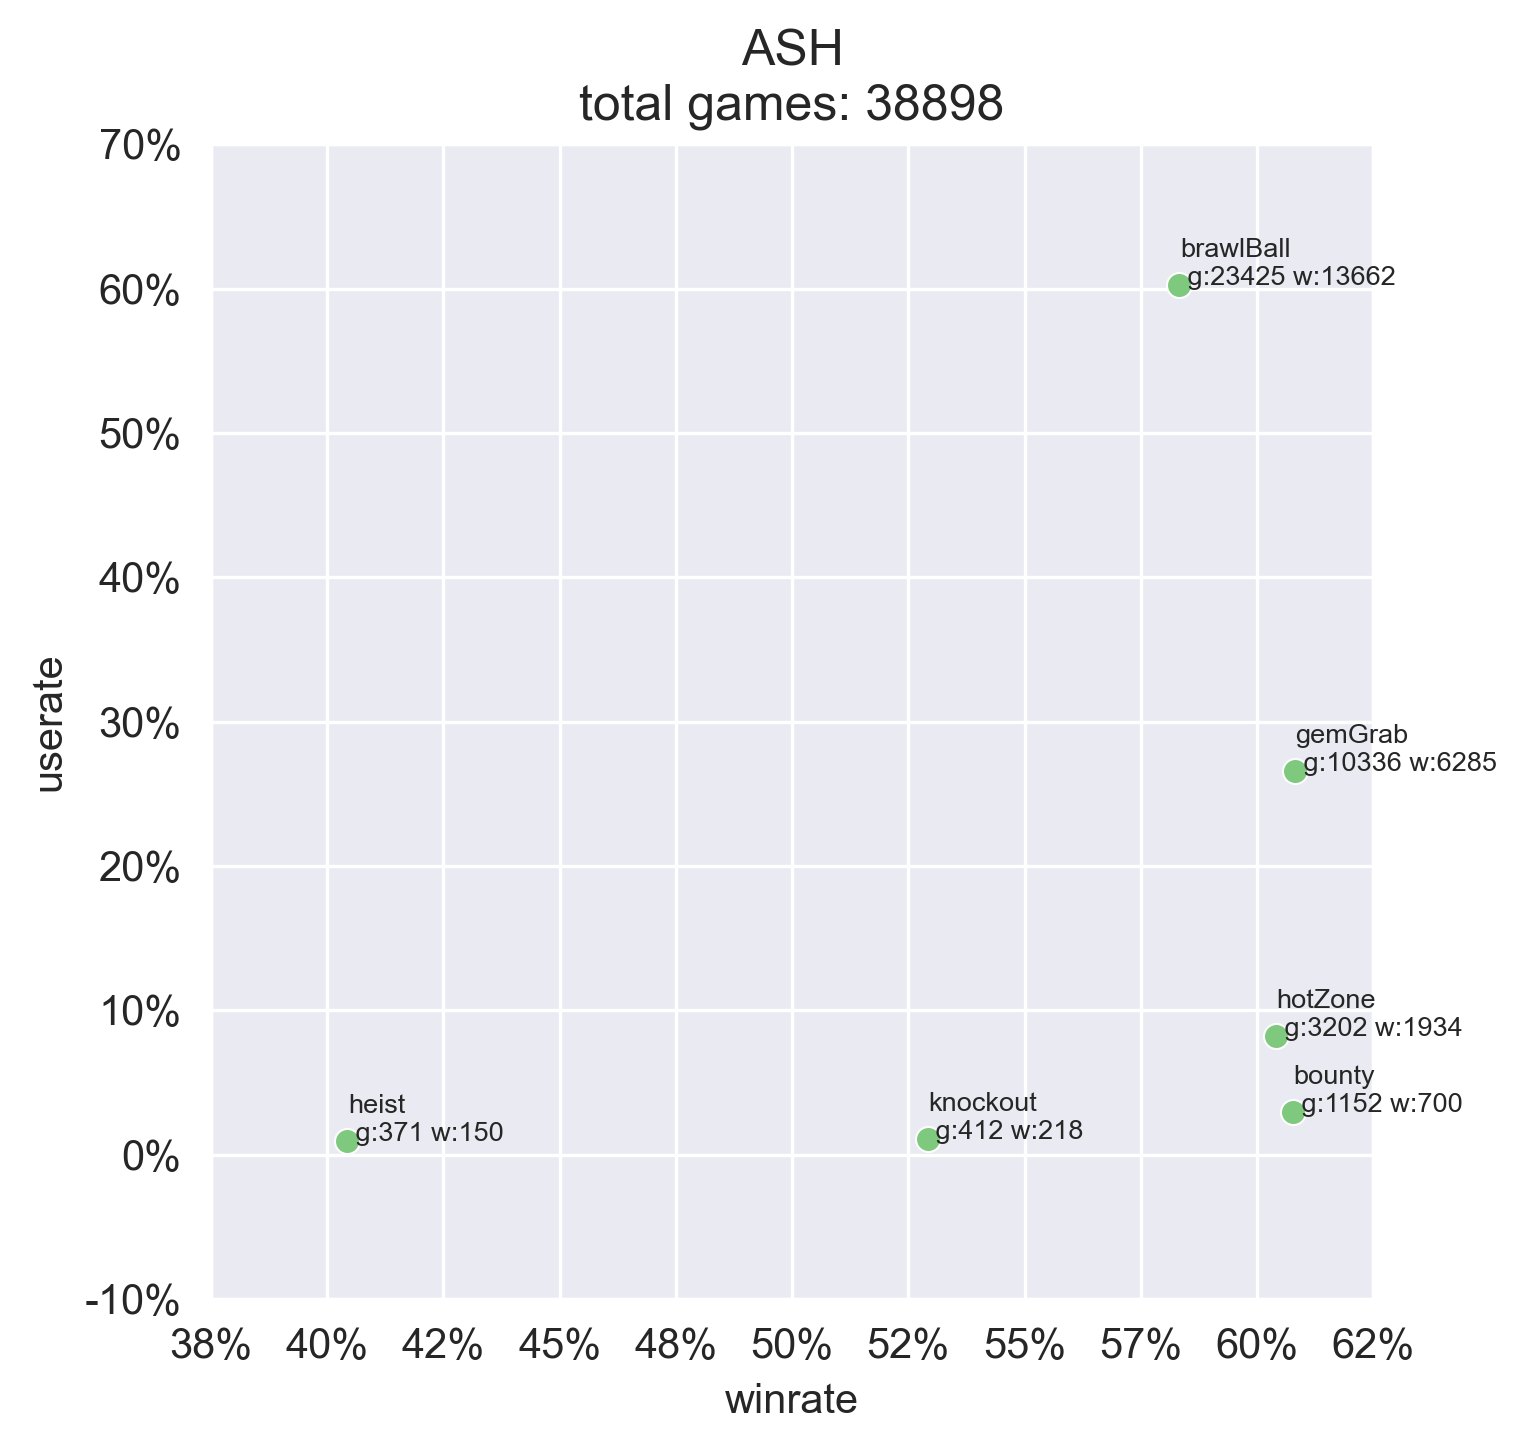 ASH
total games: 38898
70%
60%
50%
40%
30%
20%
10%
0%
-10%
userate
brawlBall
g:23425 w:13662
gemGrab
g:10336 w:6285
hotZone
g:3202 w:1934
bounty
g:1152 w:700
heist
g:371 w:150
knockout
g:412 w:218
38% 40% 42% 45% 48% 50% 52% 55% 57% 60% 62%
winrate